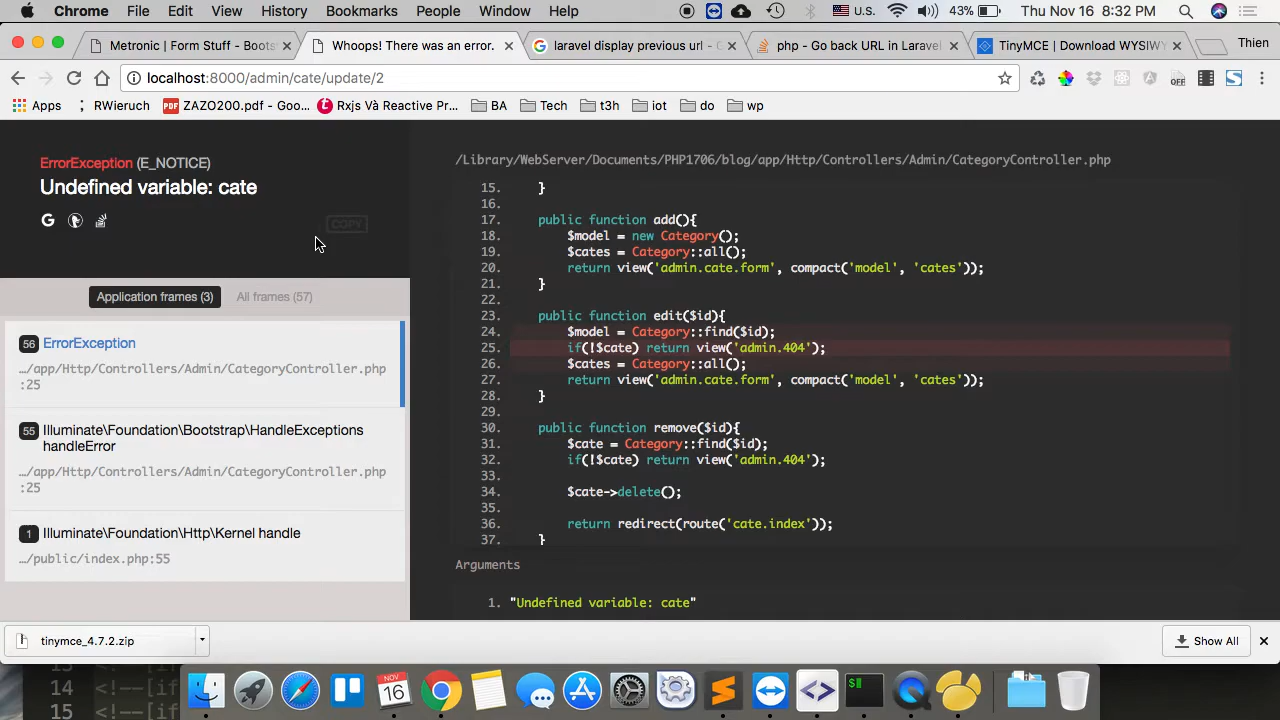 Chrome File Edit View History Bookmarks People Window Help U.S. 43% Thu Nov 16 8:32 PM
Metronic | Form Stuff - Boots Whoops! There was an error. laravel display previous url - G php - Go back URL in Laravel TinyMCE | Download WYSIWY Thien
localhost:8000/admin/cate/update/2
Apps RWieruch ZAZO200.pdf - Goo... Rxjs Và Reactive Pr... BA Tech t3h iot do wp
ErrorException (E_NOTICE)
Undefined variable: cate
COPY
Application frames (3) All frames (57)
56 ErrorException
…/app/Http/Controllers/Admin/CategoryController.php
:25
55 Illuminate\Foundation\Bootstrap\HandleExceptions
handleError
…/app/Http/Controllers/Admin/CategoryController.php
:25
1 Illuminate\Foundation\Http\Kernel handle
…/public/index.php:55
/Library/WebServer/Documents/PHP1706/blog/app/Http/Controllers/Admin/CategoryController.php
15. }
16.
17. public function add(){
18. $model = new Category();
19. $cates = Category::all();
20. return view('admin.cate.form', compact('model', 'cates'));
21. }
22.
23. public function edit($id){
24. $model = Category::find($id);
25. if(!$cate) return view('admin.404');
26. $cates = Category::all();
27. return view('admin.cate.form', compact('model', 'cates'));
28. }
29.
30. public function remove($id){
31. $cate = Category::find($id);
32. if(!$cate) return view('admin.404');
33.
34. $cate->delete();
35.
36. return redirect(route('cate.index'));
37. }
Arguments
1. "Undefined variable: cate"
tinymce_4.7.2.zip Show All
14 <!--[if
15 <!--[if
NOV
16